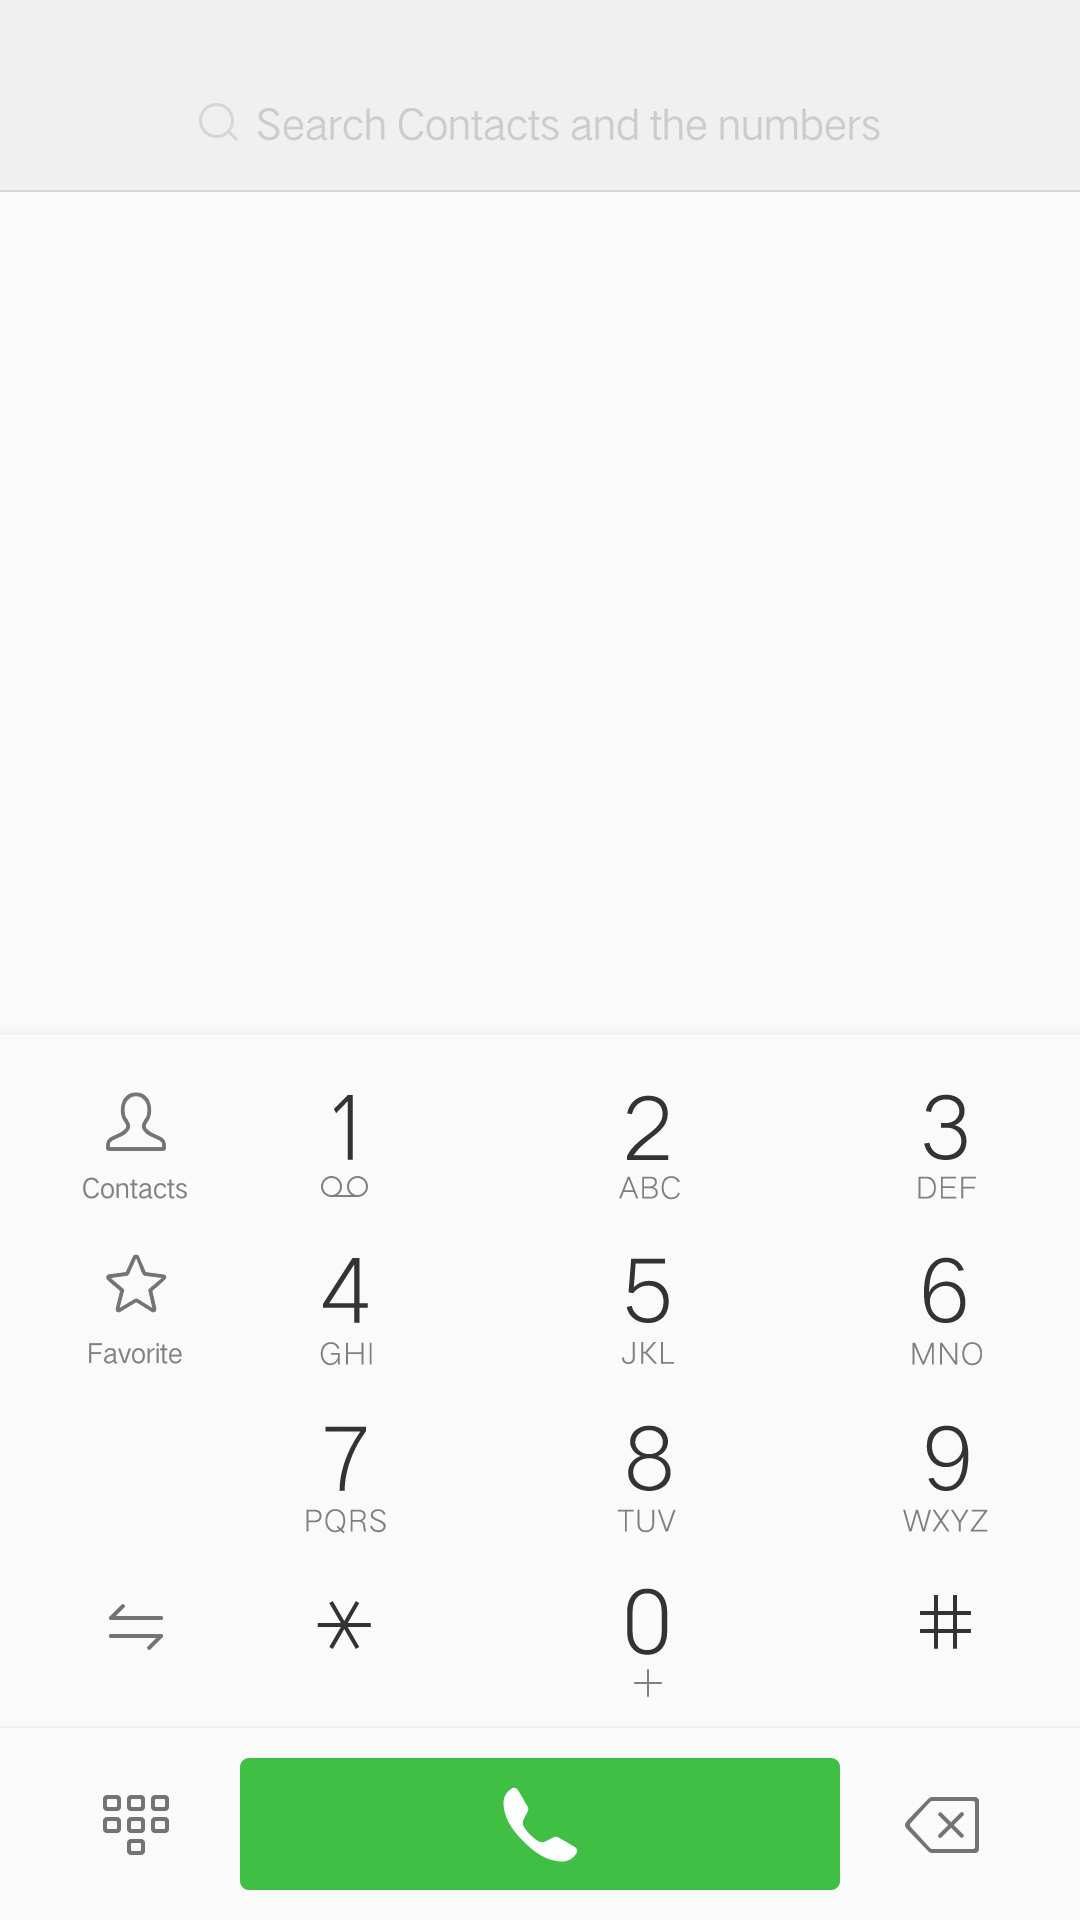 Search Contacts and the numbers
Contacts
1
2
ABC
3
DEF
Favorite
4
GHI
5
JKL
6
MNO
7
PQRS
8
TUV
9
WXYZ
*
0
+
#